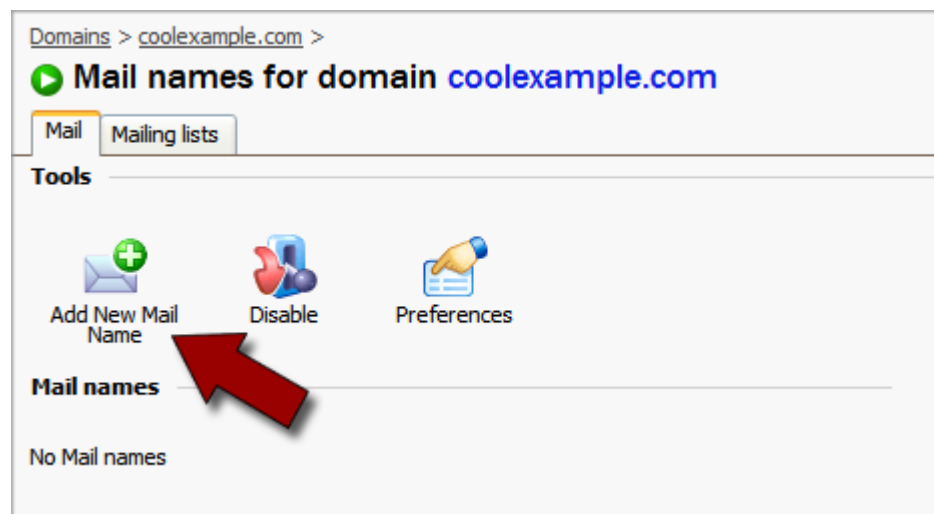 Domains > coolexample.com >
Mail names for domain coolexample.com
Mail Mailing lists
Tools
Add New Mail Disable Preferences
Name
Mail names
No Mail names